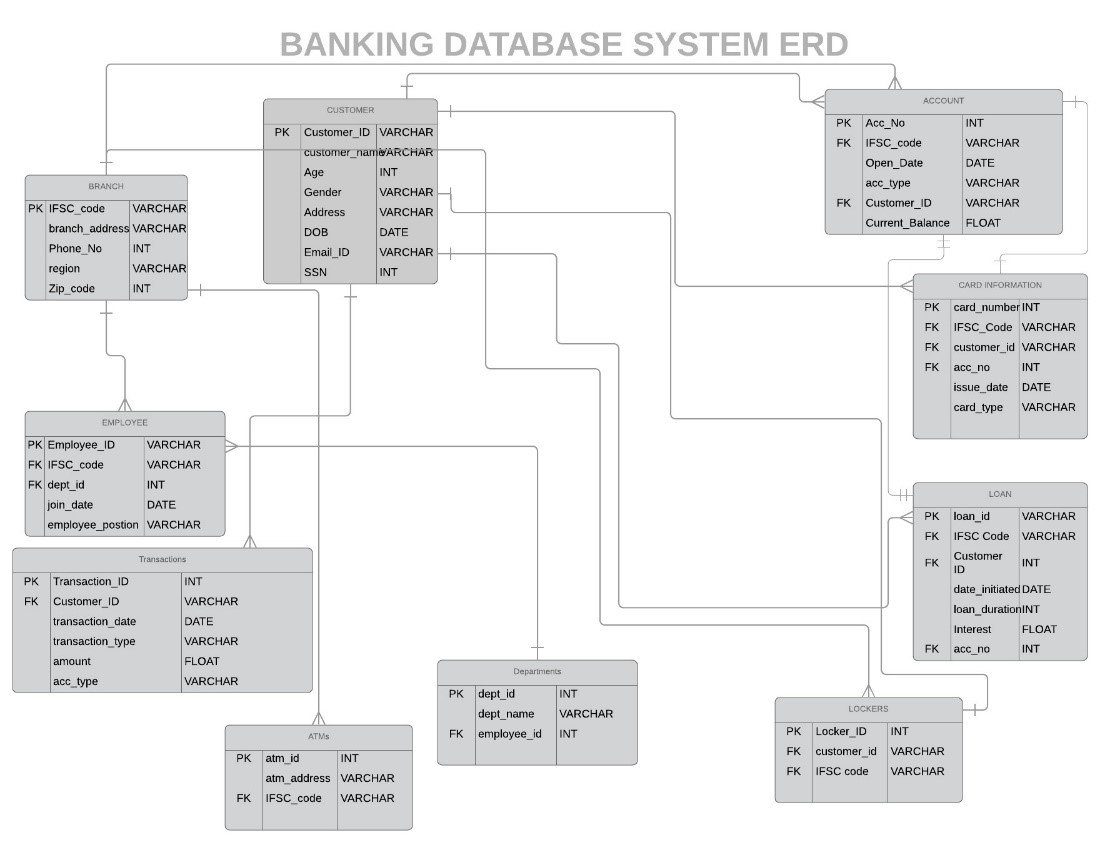 BANKING DATABASE SYSTEM ERD
CUSTOMER
PK Customer_ID VARCHAR
customer_name VARCHAR
Age INT
Gender VARCHAR
Address VARCHAR
DOB DATE
Email_ID VARCHAR
SSN INT
ACCOUNT
PK Acc_No INT
FK IFSC_code VARCHAR
Open_Date DATE
acc_type VARCHAR
FK Customer_ID VARCHAR
Current_Balance FLOAT
BRANCH
PK IFSC_code VARCHAR
branch_address VARCHAR
Phone_No INT
region VARCHAR
Zip_code INT
CARD INFORMATION
PK card_number INT
FK IFSC_Code VARCHAR
FK customer_id VARCHAR
FK acc_no INT
issue_date DATE
card_type VARCHAR
EMPLOYEE
PK Employee_ID VARCHAR
FK IFSC_code VARCHAR
FK dept_id INT
join_date DATE
employee_postion VARCHAR
LOAN
PK loan_id VARCHAR
FK IFSC Code VARCHAR
FK Customer
ID INT
date_initiated DATE
loan_duration INT
Interest FLOAT
FK acc_no INT
Transactions
PK Transaction_ID INT
FK Customer_ID VARCHAR
transaction_date DATE
transaction_type VARCHAR
amount FLOAT
acc_type VARCHAR
Departments
PK dept_id INT
dept_name VARCHAR
FK employee_id INT
LOCKERS
PK Locker_ID INT
FK customer_id VARCHAR
FK IFSC code VARCHAR
ATMs
PK atm_id INT
atm_address VARCHAR
FK IFSC_code VARCHAR